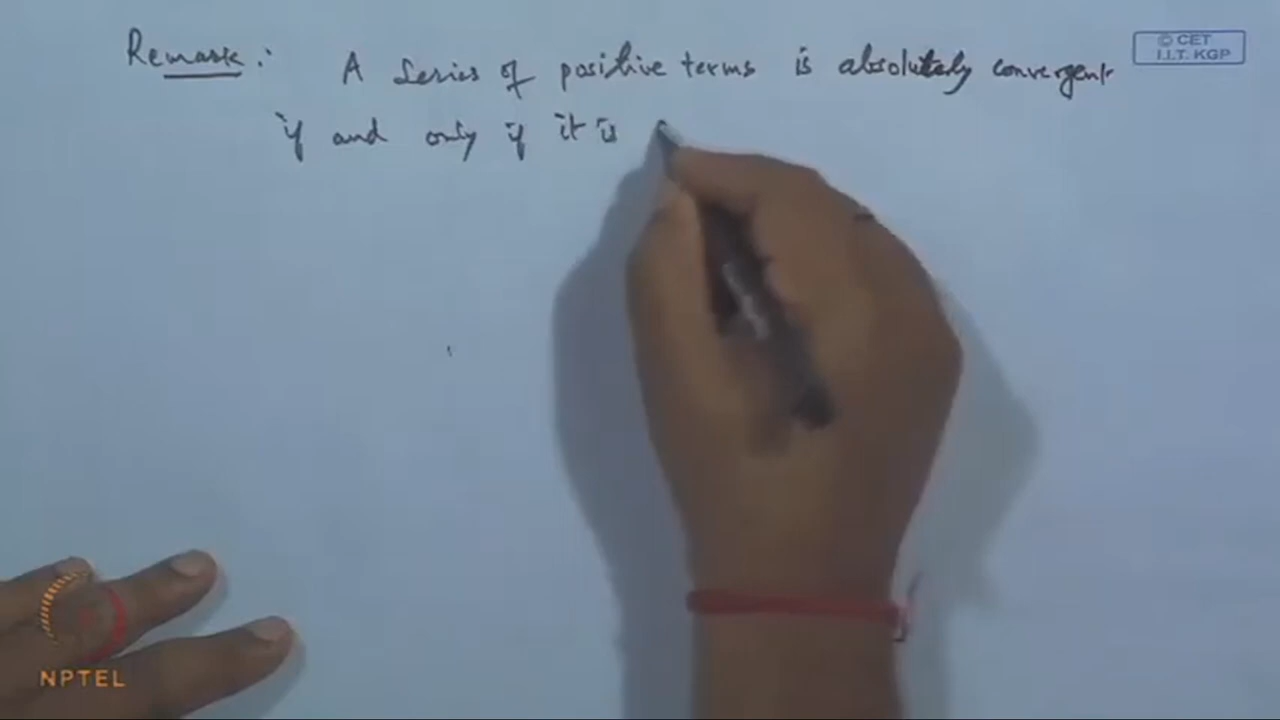 Remark: A series of positive terms is absolutely convergent
if and only if it is
© CET
I.I.T. KGP
NPTEL